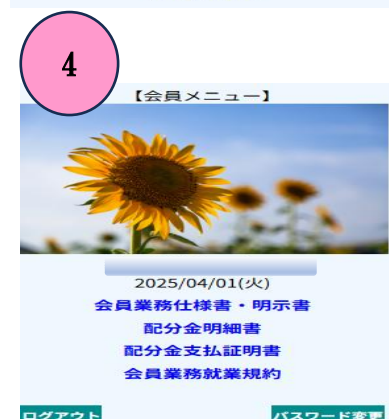 4
【会員メニュー】
2025/04/01(火)
会員業務仕様書・明示書
配分金明細書
配分金支払証明書
会員業務就業規約
ログアウト
パスワード変更